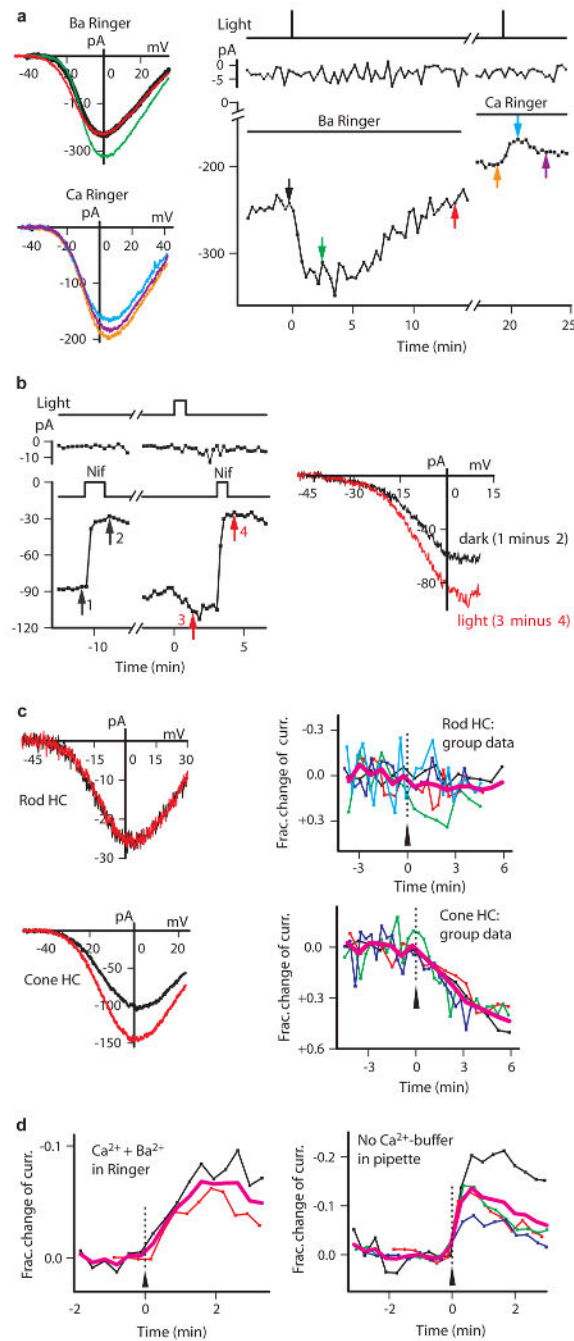 a
Ba Ringer
pA
mV
-40
-20
0
20
-150
-300
0
Ca Ringer
pA
mV
-40
-20
0
20
40
-100
-200
Light
pA
0
-5
0
Ba Ringer
Ca Ringer
-200
-300
0
5
10
20
25
Time (min)
b
Light
pA
0
-10
Nif
Nif
0
-30
-60
-90
-120
1
2
3
4
-10
0
5
Time (min)
pA
mV
-45
-30
-15
0
15
-40
-80
dark (1 minus 2)
light (3 minus 4)
c
pA
mV
-45
-15
0
15
30
-10
-20
-30
Rod HC
Rod HC:
group data
Frac. change of curr.
-0.3
0.0
+0.3
-3
0
3
6
Time (min)
pA
mV
-40
-20
0
20
-50
-100
-150
Cone HC
Cone HC:
group data
Frac. change of curr.
0.0
+0.3
+0.6
-3
0
3
6
Time (min)
d
Ca²⁺ + Ba²⁺
in Ringer
Frac. change of curr.
-0.1
0.0
-2
0
2
Time (min)
No Ca²⁺-buffer
in pipette
Frac. change of curr.
-0.2
-0.1
0.0
-2
0
2
Time (min)